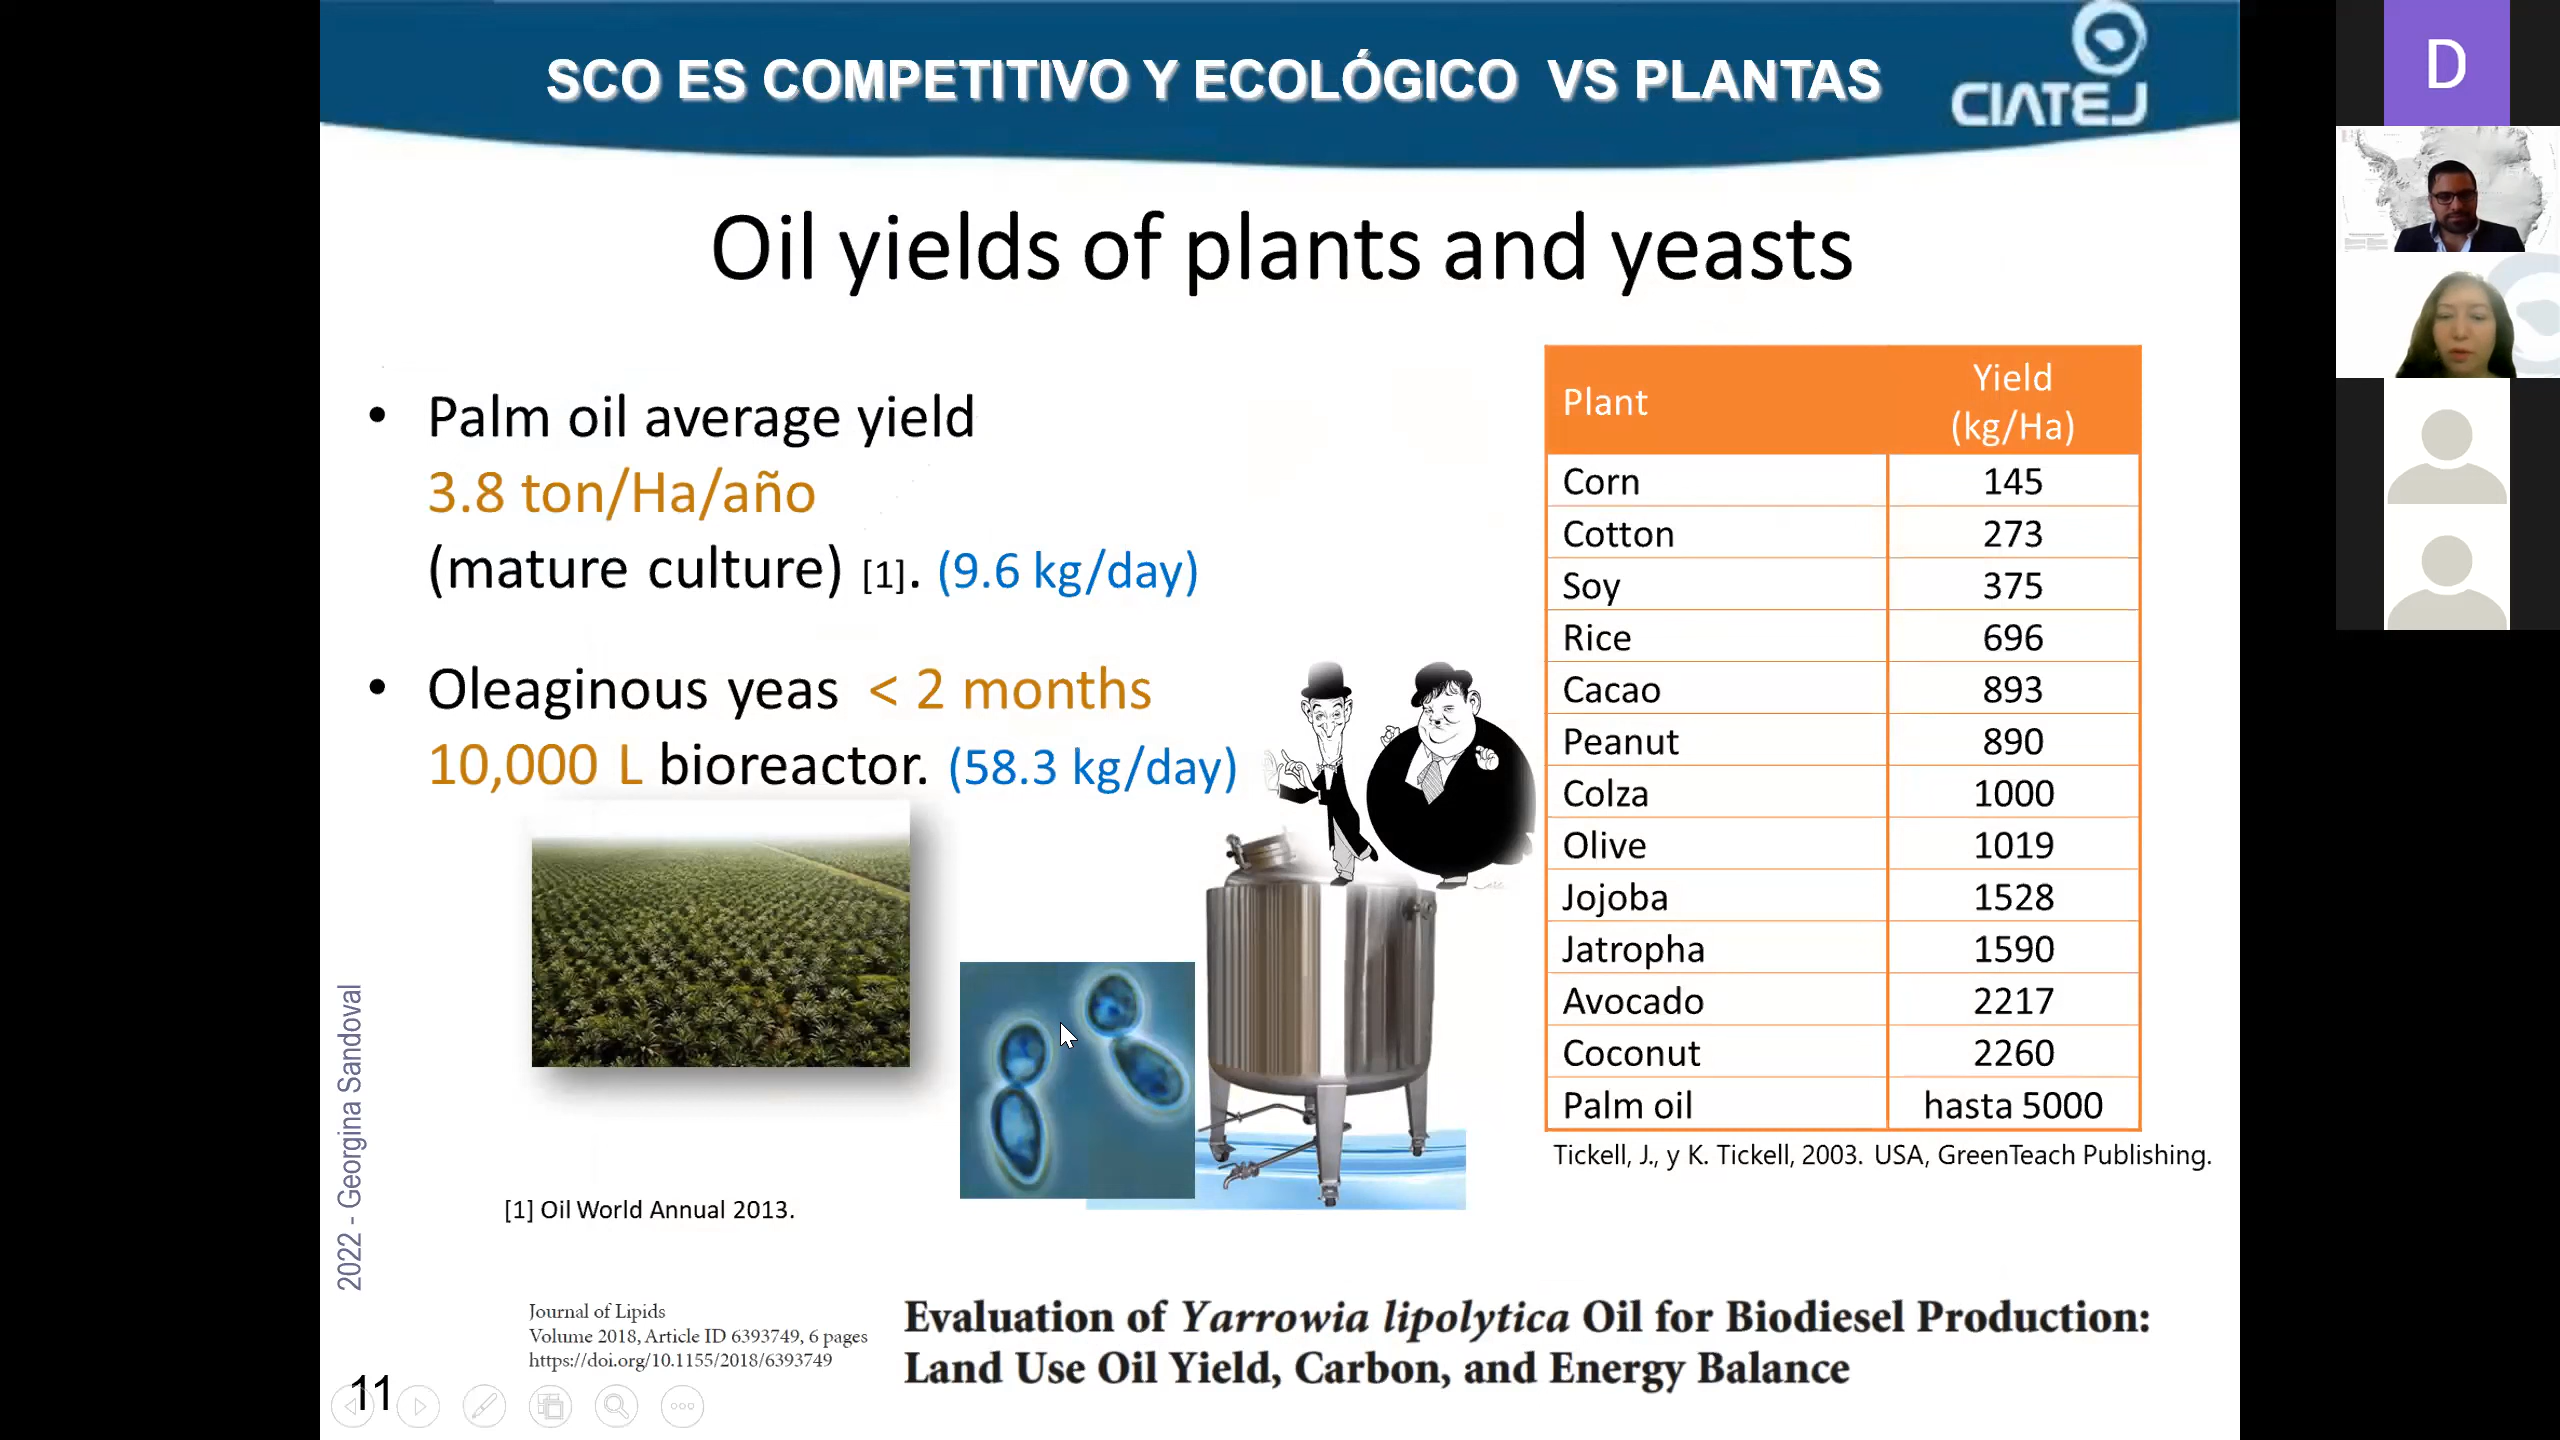 SCO ES COMPETITIVO Y ECOLÓGICO VS PLANTAS
CIATEJ
D
Oil yields of plants and yeasts
• Palm oil average yield
3.8 ton/Ha/año
(mature culture) [1]. (9.6 kg/day)
• Oleaginous yeas < 2 months
10,000 L bioreactor. (58.3 kg/day)
Plant Yield (kg/Ha)
Corn 145
Cotton 273
Soy 375
Rice 696
Cacao 893
Peanut 890
Colza 1000
Olive 1019
Jojoba 1528
Jatropha 1590
Avocado 2217
Coconut 2260
Palm oil hasta 5000
Tickell, J., y K. Tickell, 2003. USA, GreenTeach Publishing.
[1] Oil World Annual 2013.
2022 - Georgina Sandoval
Journal of Lipids
Volume 2018, Article ID 6393749, 6 pages
https://doi.org/10.1155/2018/6393749
Evaluation of Yarrowia lipolytica Oil for Biodiesel Production:
Land Use Oil Yield, Carbon, and Energy Balance
11